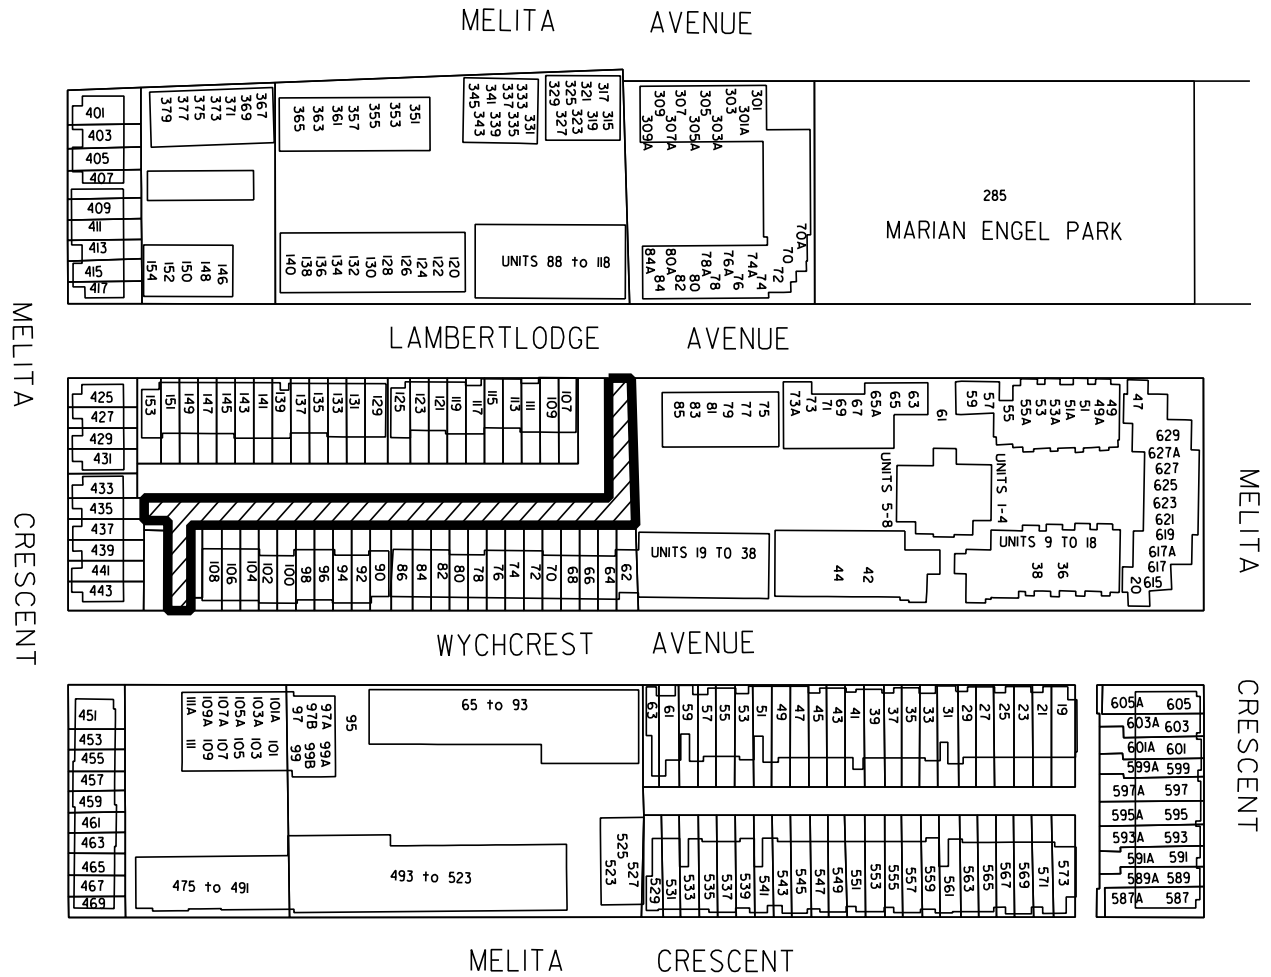 MELITA AVENUE
401
403
405
407
409
411
413
415
417
379 377 375 373 371 369 367
365 363 361 357 355 353 351
345 341 337 333
343 339 335 331
329 325 321 317
327 323 319 315
309 307 305 303 301
309A 307A 305A 303A 301A
154 152 150 148 146
140 138 136 134 132 130 128 126 124 122 120
UNITS 88 to 118
84A 80A 78A 76A 74A 70A
84 82 80 78 76 74 72 70
285
MARIAN ENGEL PARK
MELITA CRESCENT
LAMBERTLODGE AVENUE
425
427
429
431
433
435
437
439
441
443
153 151 149 147 145 143 141 139 137 135 133 131 129 125 123 121 119 117 115 113 111 109 107
85 83 81 79 77 75
73A 73 71 69 67 65A 65 63
61
59 57 55 55A 53 53A 51A 51 49A 49
47
UNITS 5-8
UNITS 1-4
629
627A
627
625
623
621
619
617A
617
615
20
108 106 104 102 100 98 96 94 92 90 86 84 82 80 78 76 74 72 70 68 66 64 62
UNITS 19 TO 38
44 42
UNITS 9 TO 18
38 36
MELITA CRESCENT
WYCHCREST AVENUE
451
453
455
457
459
461
463
465
467
469
111A 109A 107A 105A 103A 101A
111 109 107 105 103 101
97 97B 97A
99 99B 99A
95
65 to 93
475 to 491
493 to 523
525
523 527
63 61 59 57 55 53 51 49 47 45 43 41 39 37 35 33 31 29 27 25 23 21 19
529 531 533 535 537 539 541 543 545 547 549 551 553 555 557 559 561 563 565 567 569 571 573
605A 605
603A 603
601A 601
599A 599
597A 597
595A 595
593A 593
591A 591
589A 589
587A 587
MELITA CRESCENT